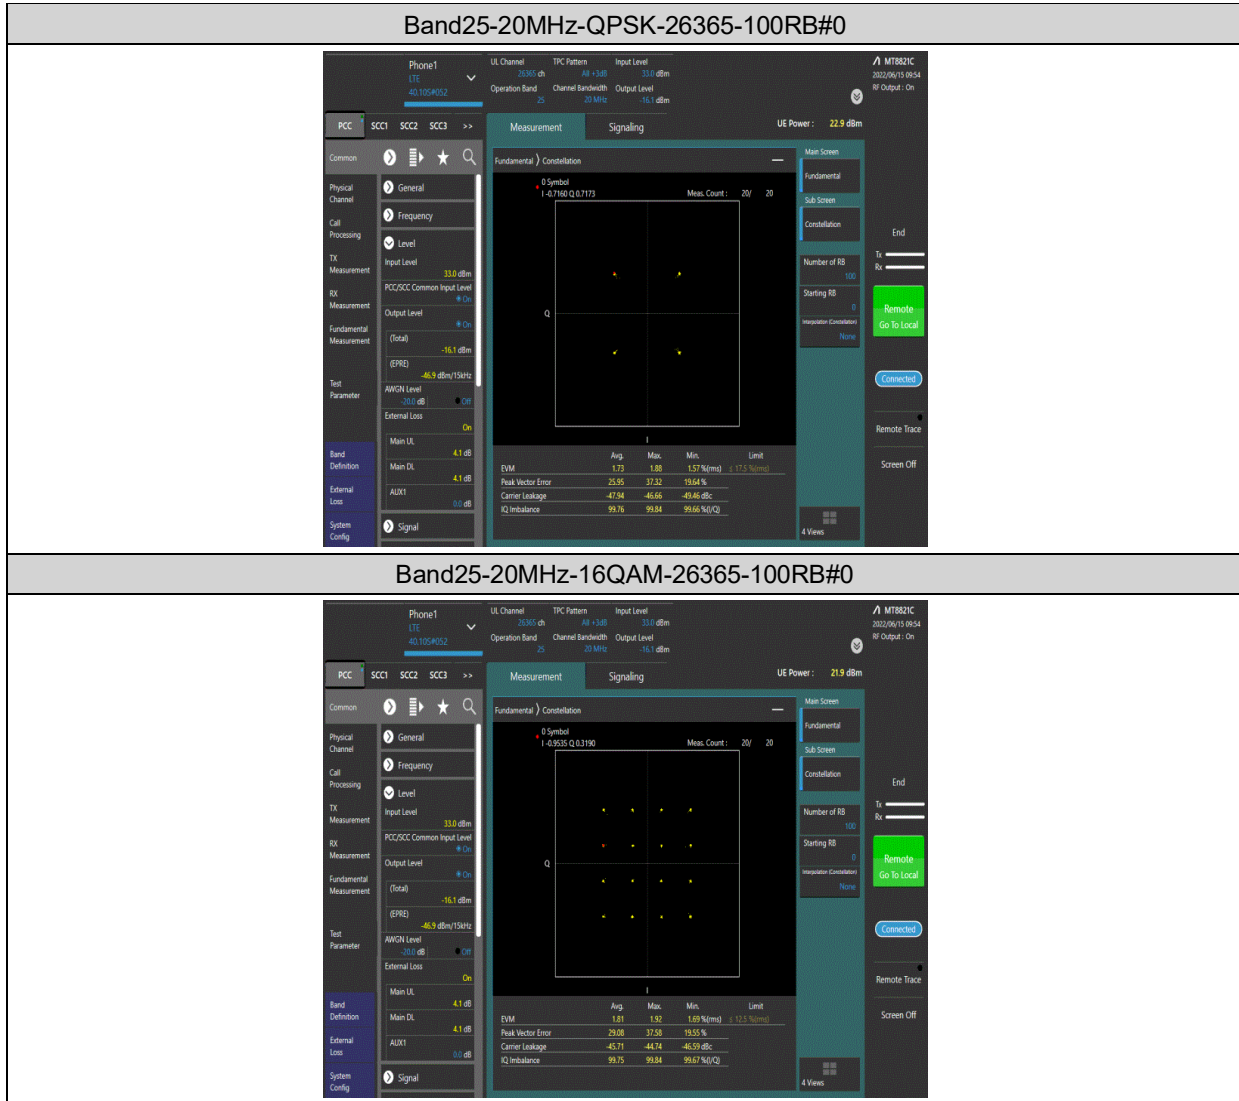 Band25-20MHz-QPSK-26365-100RB#0
Phone1
LTE
40.10S#052
UL Channel TPC Pattern Input Level
26365 ch All +3dB 33.0 dBm
Operation Band Channel Bandwidth Output Level
25 20 MHz -16.1 dBm
MT8821C
2022/06/15 09:54
RF Output : On
PCC SCC1 SCC2 SCC3 >>
Measurement Signaling
UE Power : 22.9 dBm
Common
Physical Channel
Call Processing
TX Measurement
RX Measurement
Fundamental Measurement
Test Parameter
Band Definition
External Loss
System Config
General
Frequency
Level
Input Level
33.0 dBm
PCC/SCC Common Input Level
On
Output Level
On
(Total)
-16.1 dBm
(EPRE)
-46.9 dBm/15kHz
AWGN Level
-20.0 dB Off
External Loss
On
Main UL
4.1 dB
Main DL
4.1 dB
AUX1
0.0 dB
Signal
Fundamental Constellation
0 Symbol
I -0.7160 Q 0.7173 Meas. Count : 20/ 20
Q
I
Avg. Max. Min. Limit
EVM 1.73 1.88 1.57 %(rms) ≤ 17.5 %(rms)
Peak Vector Error 25.95 37.32 19.64 %
Carrier Leakage -47.94 -46.66 -49.46 dBc
IQ Imbalance 99.76 99.84 99.66 %(I/Q)
Main Screen
Fundamental
Sub Screen
Constellation
Number of RB
100
Starting RB
0
Interpolation (Constellation)
None
4 Views
End
Tx
Rx
Remote
Go To Local
Connected
Remote Trace
Screen Off
Band25-20MHz-16QAM-26365-100RB#0
Phone1
LTE
40.10S#052
UL Channel TPC Pattern Input Level
26365 ch All +3dB 33.0 dBm
Operation Band Channel Bandwidth Output Level
25 20 MHz -16.1 dBm
MT8821C
2022/06/15 09:54
RF Output : On
PCC SCC1 SCC2 SCC3 >>
Measurement Signaling
UE Power : 21.9 dBm
Common
Physical Channel
Call Processing
TX Measurement
RX Measurement
Fundamental Measurement
Test Parameter
Band Definition
External Loss
System Config
General
Frequency
Level
Input Level
33.0 dBm
PCC/SCC Common Input Level
On
Output Level
On
(Total)
-16.1 dBm
(EPRE)
-46.9 dBm/15kHz
AWGN Level
-20.0 dB Off
External Loss
On
Main UL
4.1 dB
Main DL
4.1 dB
AUX1
0.0 dB
Signal
Fundamental Constellation
0 Symbol
I -0.9535 Q 0.3190 Meas. Count : 20/ 20
Q
I
Avg. Max. Min. Limit
EVM 1.81 1.92 1.69 %(rms) ≤ 12.5 %(rms)
Peak Vector Error 29.08 37.58 19.55 %
Carrier Leakage -45.71 -44.74 -46.59 dBc
IQ Imbalance 99.75 99.84 99.67 %(I/Q)
Main Screen
Fundamental
Sub Screen
Constellation
Number of RB
100
Starting RB
0
Interpolation (Constellation)
None
4 Views
End
Tx
Rx
Remote
Go To Local
Connected
Remote Trace
Screen Off